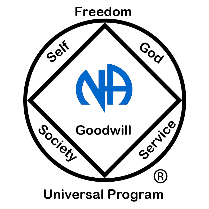 Freedom
Self
God
NA
Goodwill
Society
Service
®
Universal Program